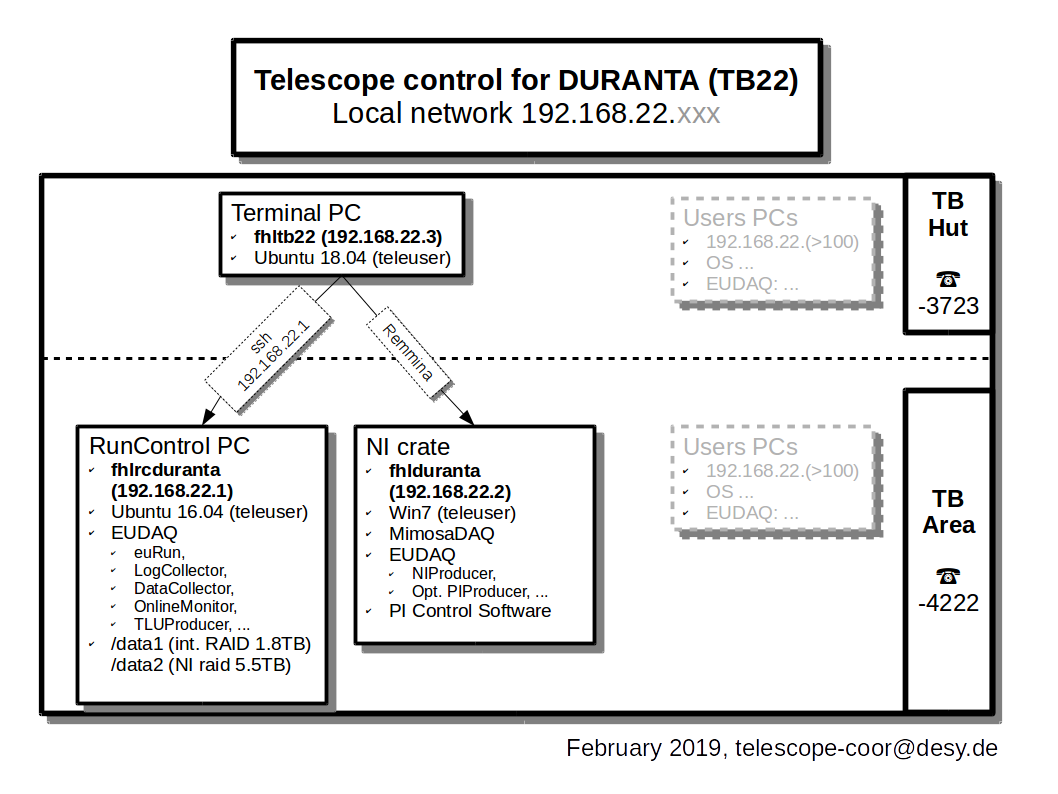 Telescope control for DURANTA (TB22)
Local network 192.168.22.xxx
Terminal PC
✔ fhltb22 (192.168.22.3)
✔ Ubuntu 18.04 (teleuser)
Users PCs
✔ 192.168.22.(>100)
✔ OS ...
✔ EUDAQ: ...
TB
Hut
☎
-3723
ssh
192.168.22.1
Remmina
RunControl PC
✔ fhlrcduranta
(192.168.22.1)
✔ Ubuntu 16.04 (teleuser)
✔ EUDAQ
✔ euRun,
✔ LogCollector,
✔ DataCollector,
✔ OnlineMonitor,
✔ TLUProducer, ...
✔ /data1 (int. RAID 1.8TB)
/data2 (NI raid 5.5TB)
NI crate
✔ fhlduranta
(192.168.22.2)
✔ Win7 (teleuser)
✔ MimosaDAQ
✔ EUDAQ
✔ NIProducer,
✔ Opt. PIProducer, ...
✔ PI Control Software
Users PCs
✔ 192.168.22.(>100)
✔ OS ...
✔ EUDAQ: ...
TB
Area
☎
-4222
February 2019, telescope-coor@desy.de